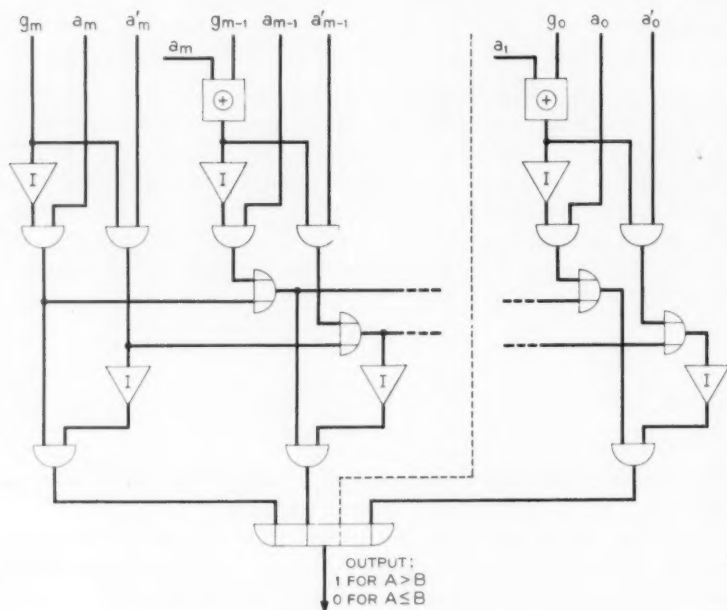 gm am a'm gm-1 am-1 a'm-1 g0 a0 a'0
am a1
+ +
I I I
I I I
OUTPUT:
1 FOR A>B
0 FOR A≤B